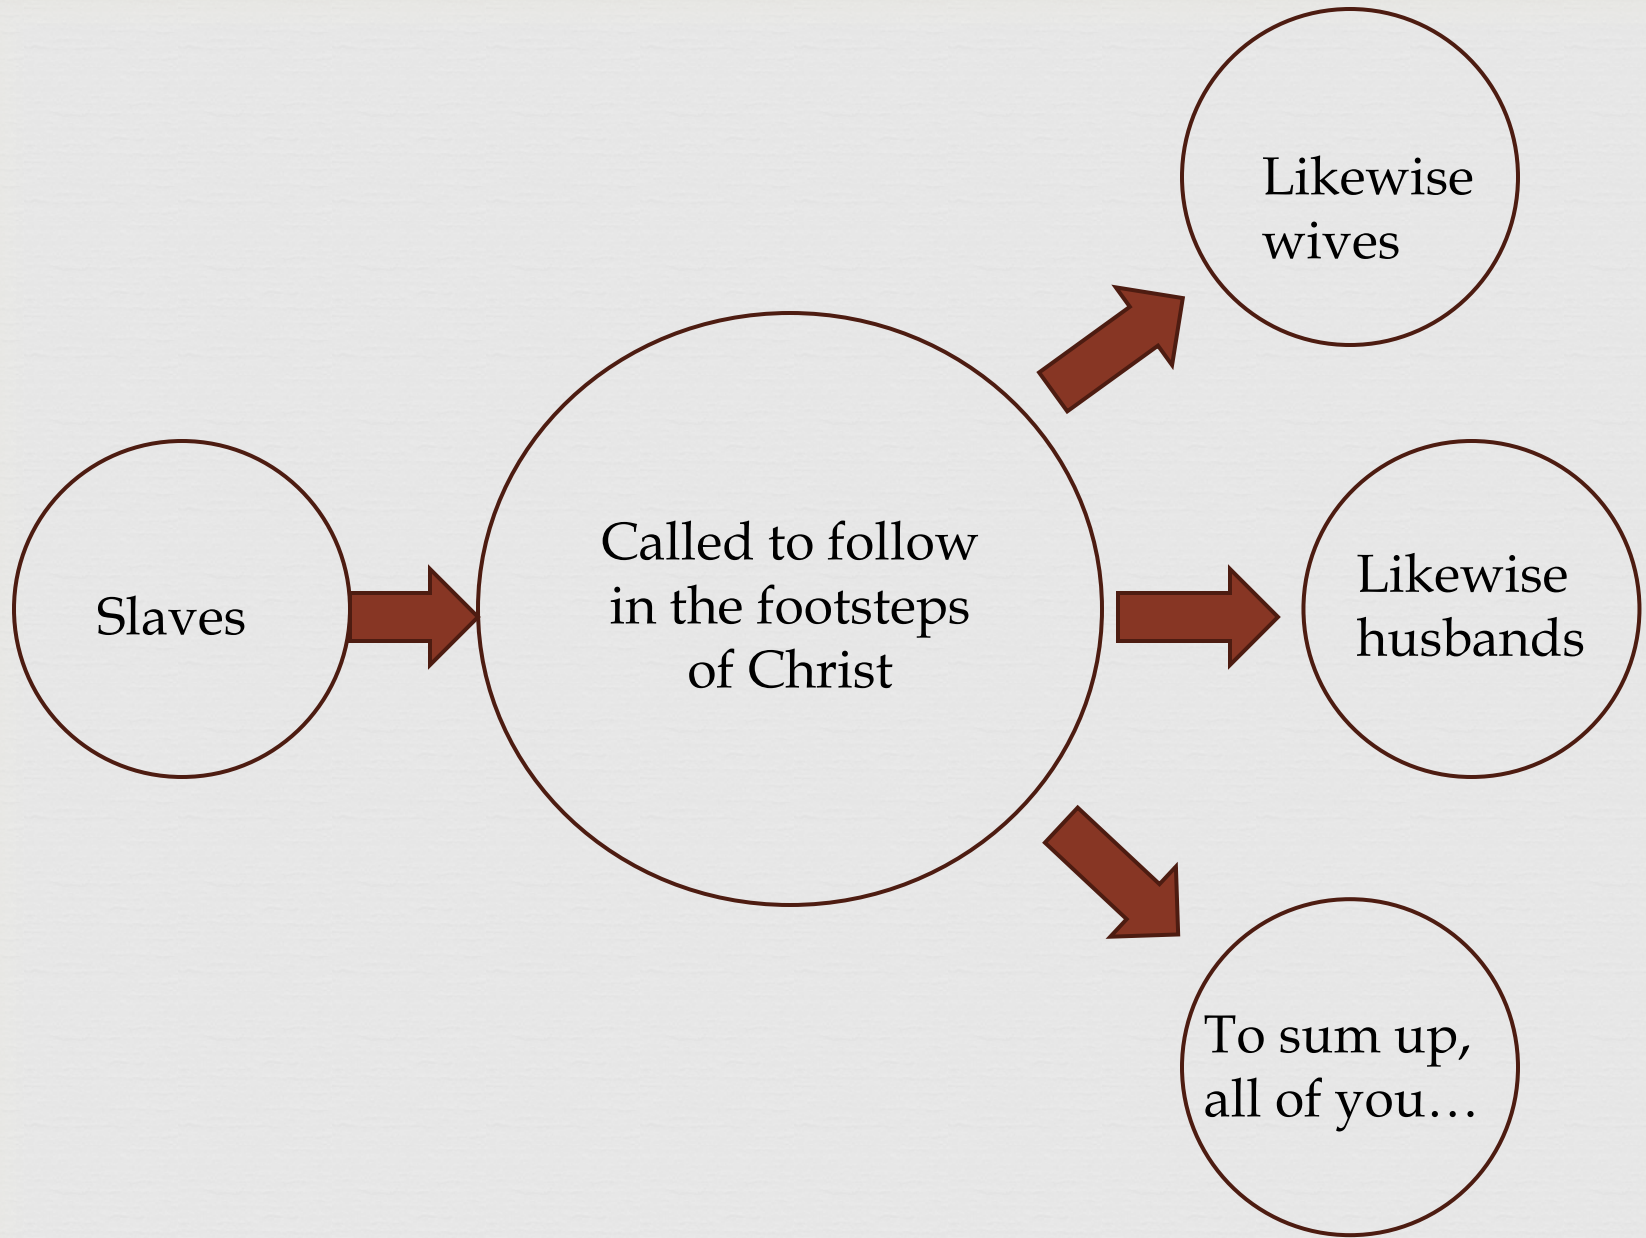 Slaves
Called to follow
in the footsteps
of Christ
Likewise
wives
Likewise
husbands
To sum up,
all of you…